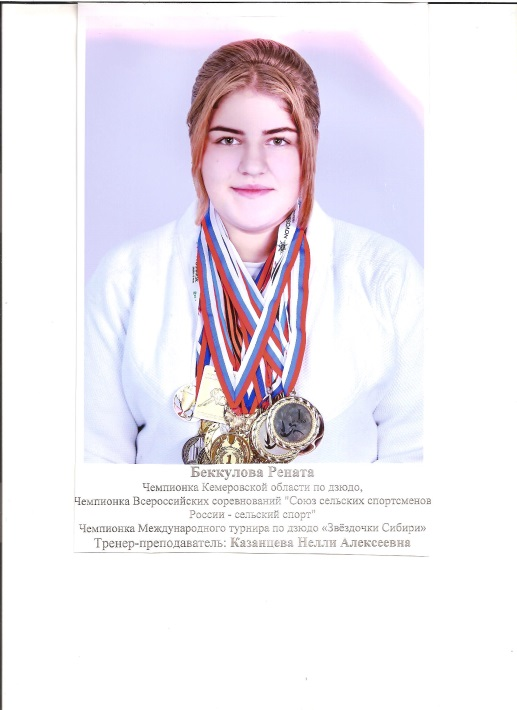 Беккулова Рената
Чемпионка Кемеровской области по дзюдо,
Чемпионка Всероссийских соревнований "Союз сельских спортсменов
России - сельский спорт"
Чемпионка Международного турнира по дзюдо «Звёздочки Сибири»
Тренер-преподаватель: Казанцева Нелли Алексеевна